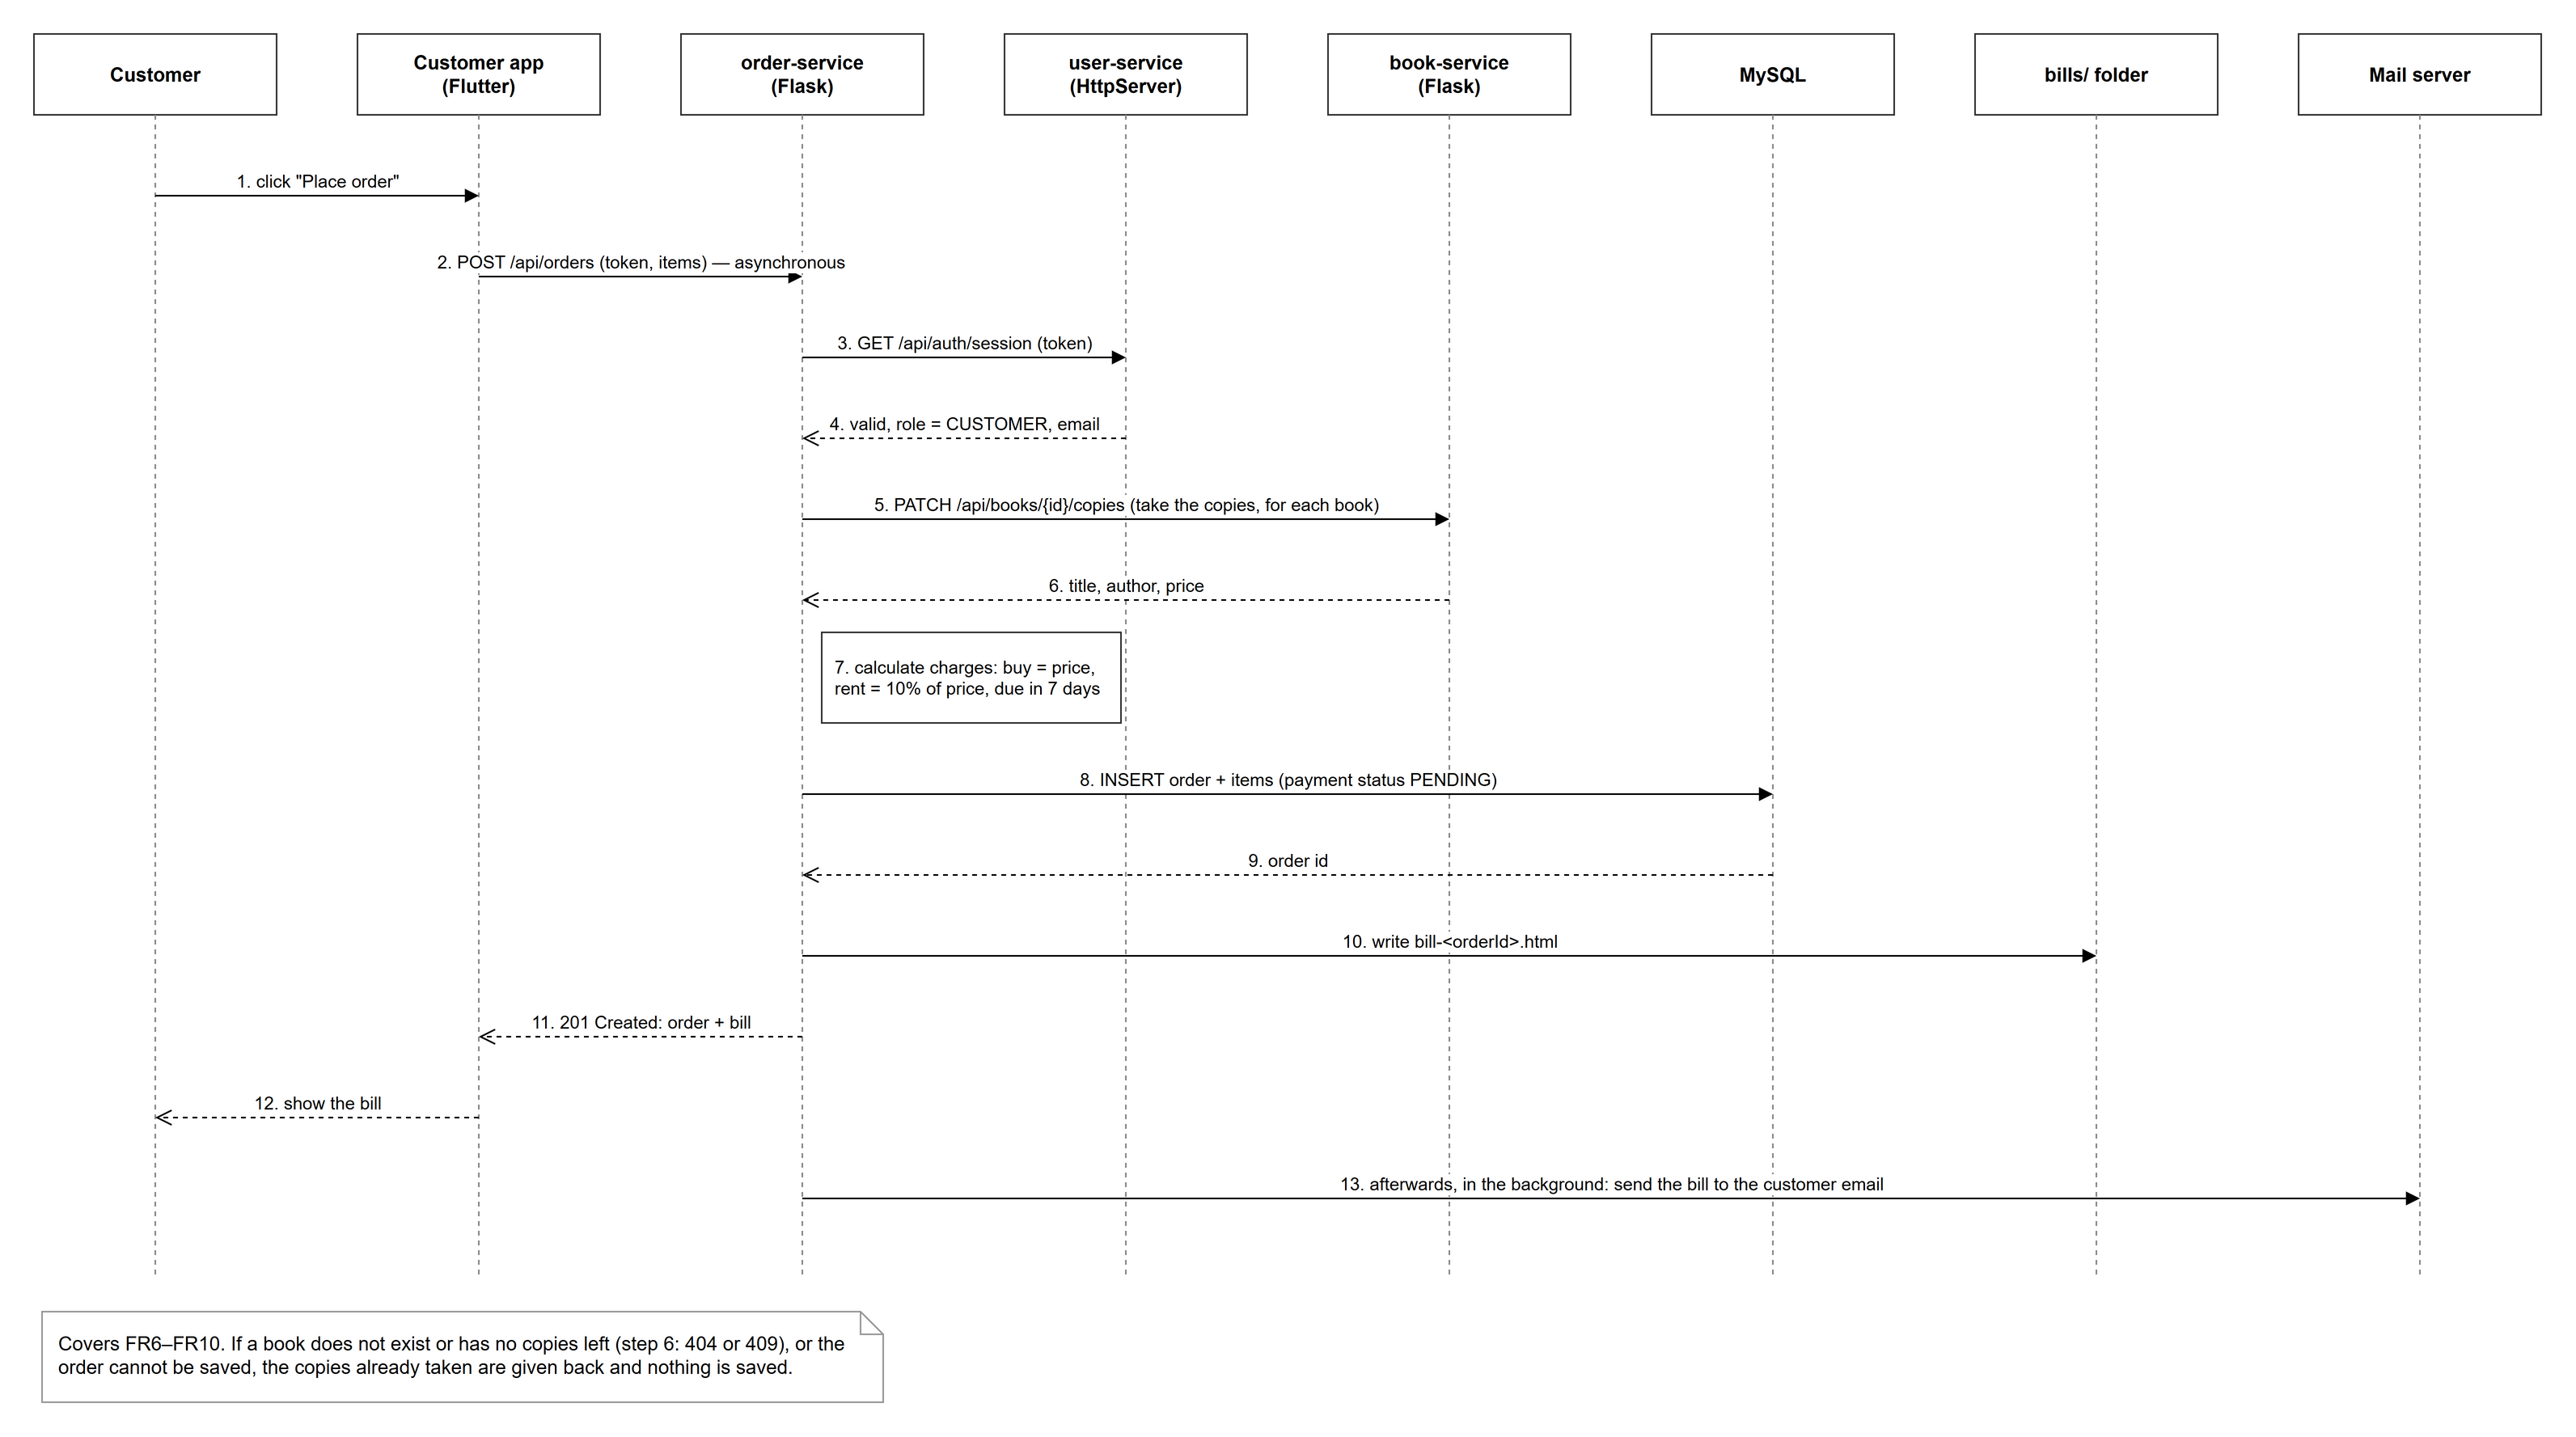 Customer
Customer app
(Flutter)
order-service
(Flask)
user-service
(HttpServer)
book-service
(Flask)
MySQL
bills/ folder
Mail server
1. click "Place order"
2. POST /api/orders (token, items) — asynchronous
3. GET /api/auth/session (token)
4. valid, role = CUSTOMER, email
5. PATCH /api/books/{id}/copies (take the copies, for each book)
6. title, author, price
7. calculate charges: buy = price,
rent = 10% of price, due in 7 days
8. INSERT order + items (payment status PENDING)
9. order id
10. write bill-<orderId>.html
11. 201 Created: order + bill
12. show the bill
13. afterwards, in the background: send the bill to the customer email
Covers FR6–FR10. If a book does not exist or has no copies left (step 6: 404 or 409), or the
order cannot be saved, the copies already taken are given back and nothing is saved.